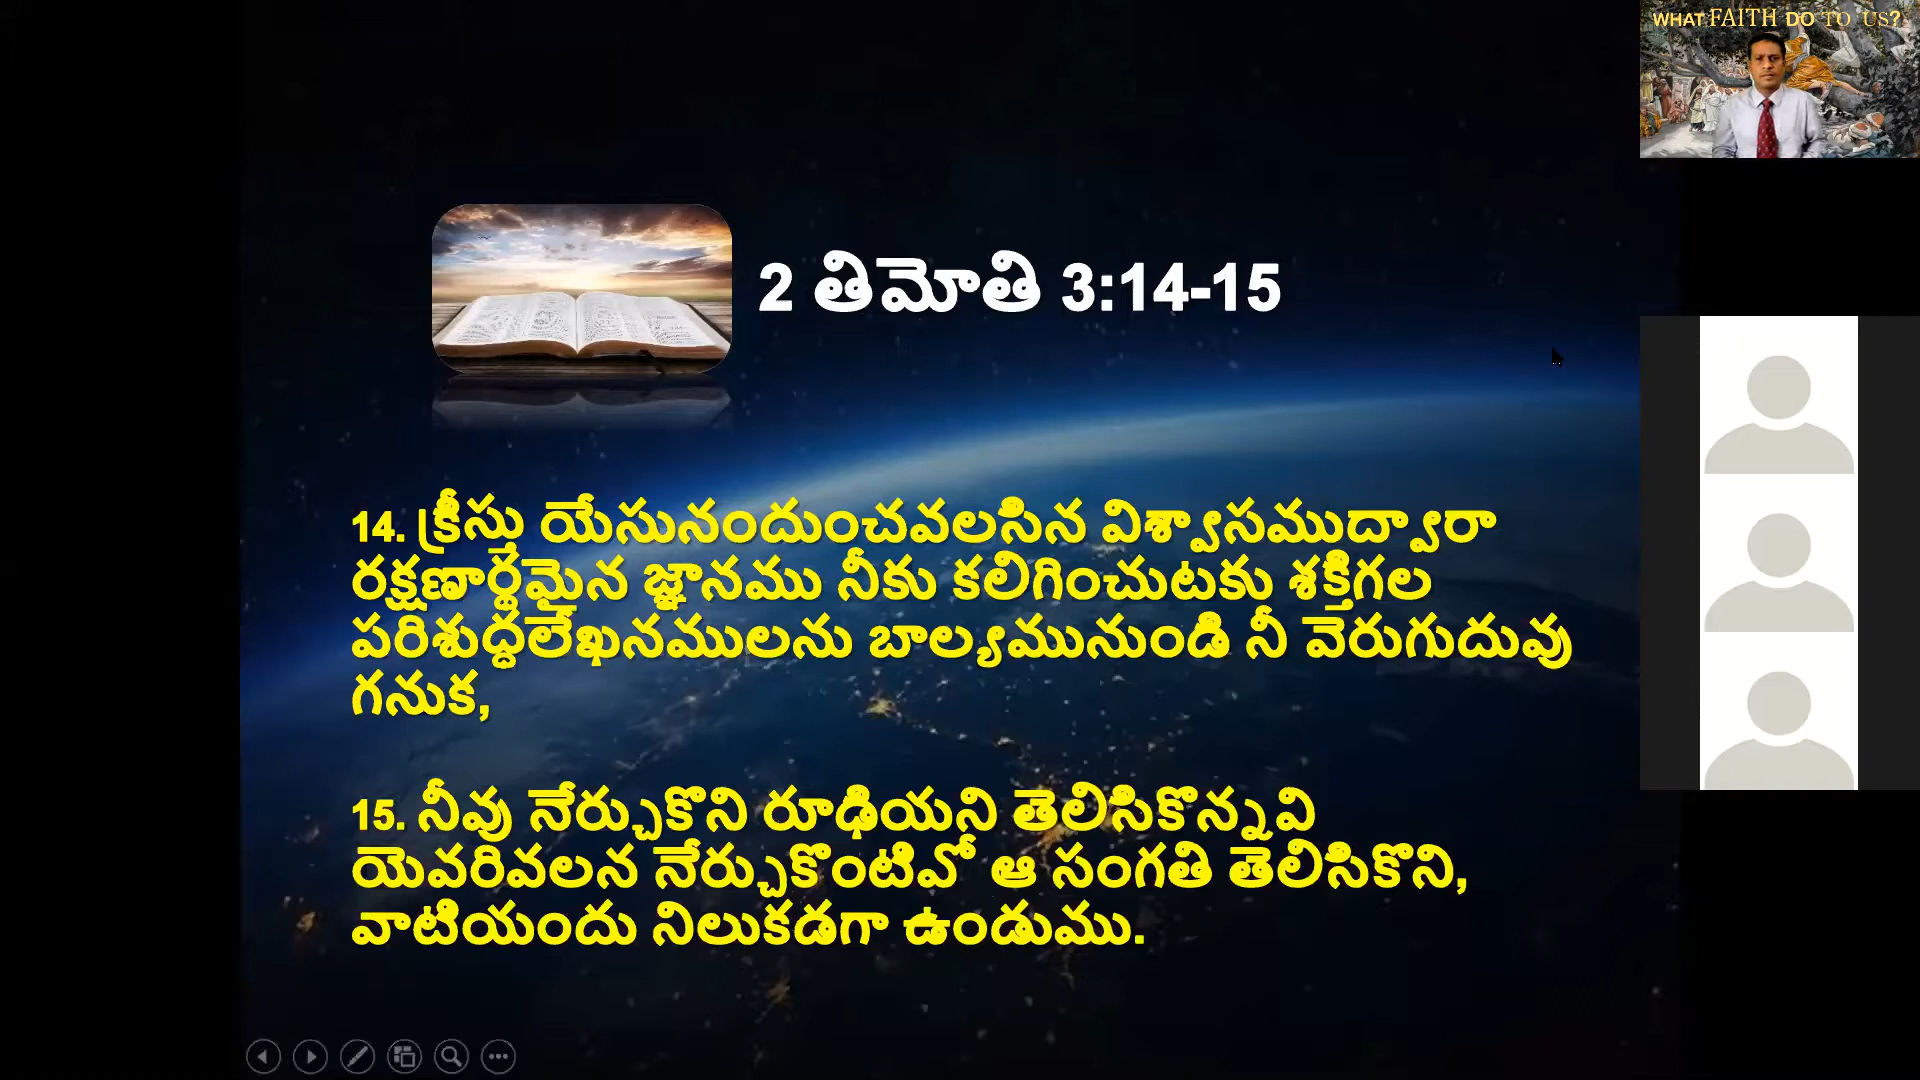 WHAT FAITH DO TO US?
2 తిమోతి 3:14-15
14. క్రీస్తు యేసునందుంచవలసిన విశ్వాసముద్వారా
రక్షణార్థమైన జ్ఞానము నీకు కలిగించుటకు శక్తిగల
పరిశుద్ధలేఖనములను బాల్యమునుండి నీ వెరుగుదువు
గనుక,
15. నీవు నేర్చుకొని రూఢియని తెలిసికొన్నవి
యెవరివలన నేర్చుకొంటివో ఆ సంగతి తెలిసికొని,
వాటియందు నిలుకడగా ఉండుము.